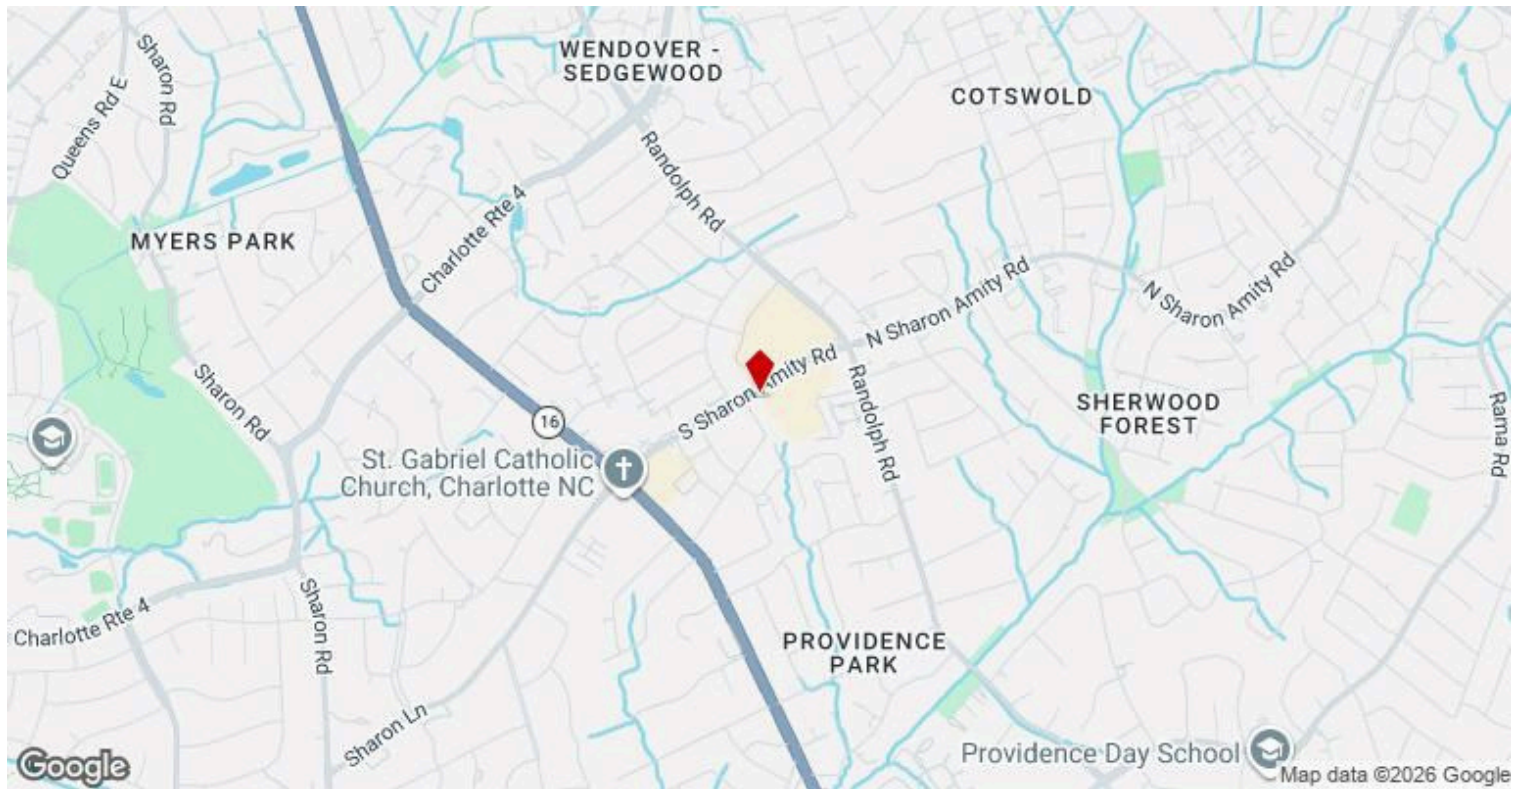 WENDOVER -
SEDGEWOOD
COTSWOLD
Sharon Rd
Queens Rd E
Randolph Rd
Charlotte Rte 4
MYERS PARK
N Sharon Amity Rd
N Sharon Amity Rd
S Sharon Amity Rd
Sharon Rd
Randolph Rd
SHERWOOD
FOREST
Rama Rd
16
St. Gabriel Catholic
Church, Charlotte NC
Charlotte Rte 4
Sharon Rd
PROVIDENCE
PARK
Sharon Ln
Providence Day School
Google
Map data ©2026 Google